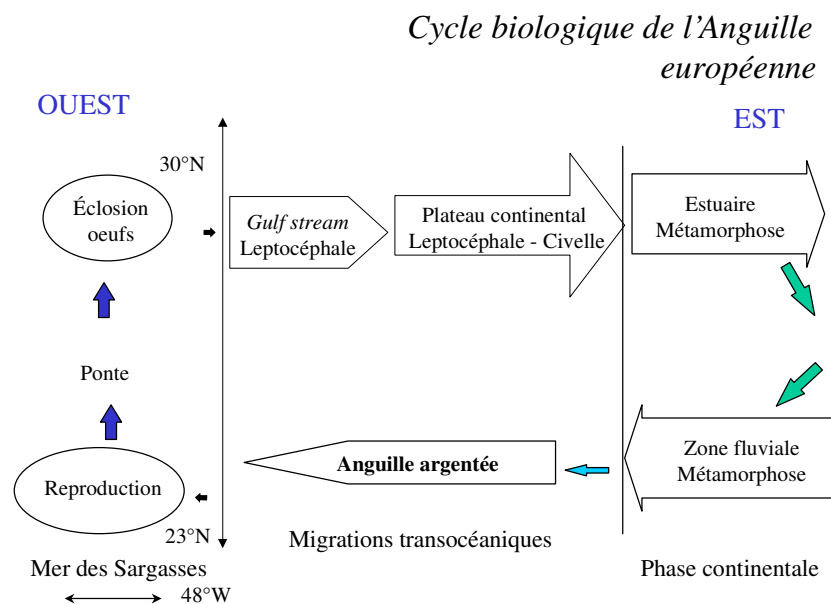 Cycle biologique de l'Anguille
européenne
OUEST
EST
30°N
Éclosion
oeufs
Gulf stream
Leptocéphale
Plateau continental
Leptocéphale - Civelle
Estuaire
Métamorphose
Ponte
Reproduction
Anguille argentée
Zone fluviale
Métamorphose
23°N
Migrations transocéaniques
Mer des Sargasses
Phase continentale
48°W